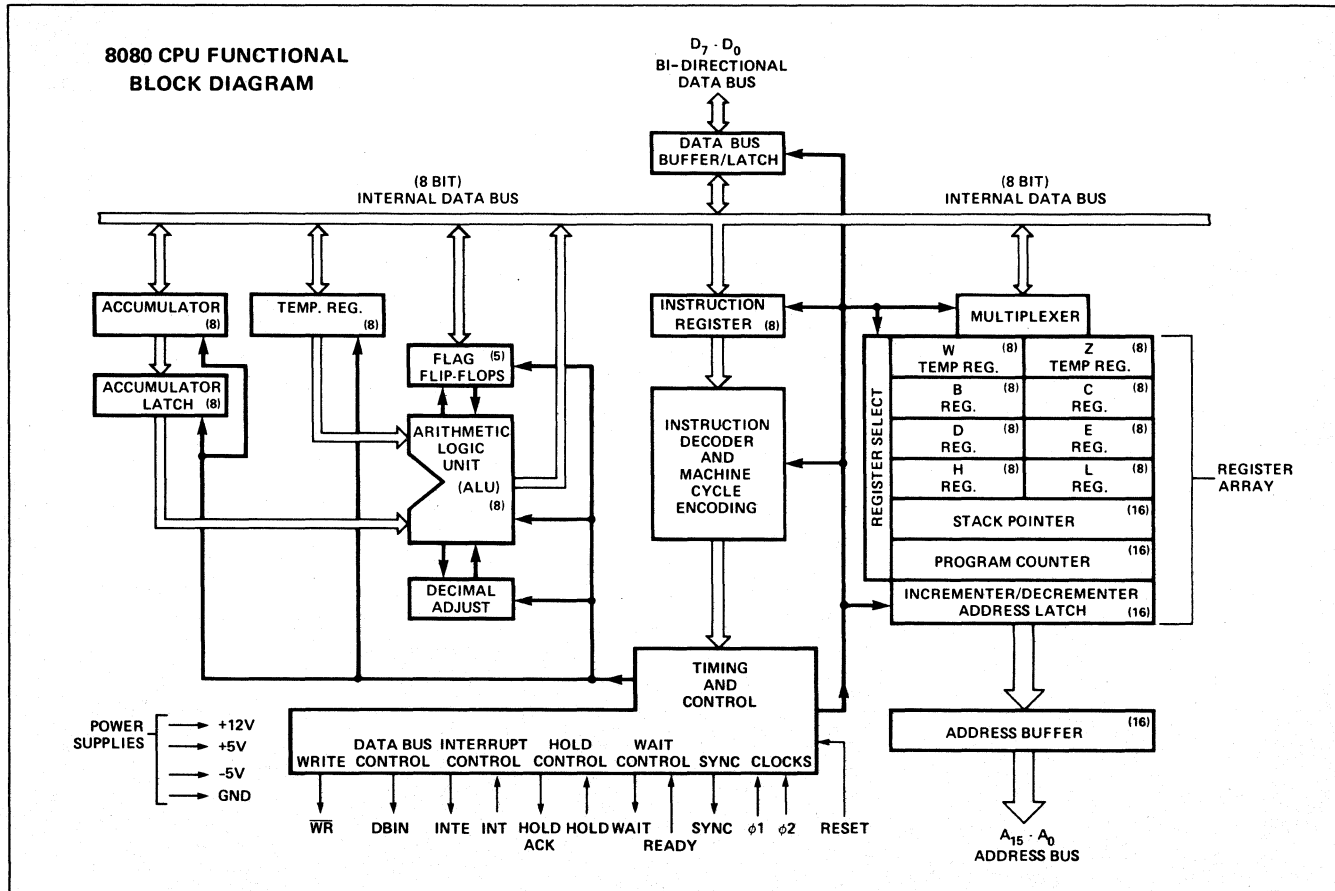 8080 CPU FUNCTIONAL
BLOCK DIAGRAM
D7 - D0
BI-DIRECTIONAL
DATA BUS
DATA BUS
BUFFER/LATCH
(8 BIT)
INTERNAL DATA BUS
(8 BIT)
INTERNAL DATA BUS
ACCUMULATOR
(8)
TEMP. REG.
(8)
INSTRUCTION
REGISTER (8)
MULTIPLEXER
ACCUMULATOR
LATCH (8)
FLAG (5)
FLIP-FLOPS
ARITHMETIC
LOGIC
UNIT
(ALU)
(8)
DECIMAL
ADJUST
INSTRUCTION
DECODER
AND
MACHINE
CYCLE
ENCODING
REGISTER SELECT
W (8)
TEMP REG.
Z (8)
TEMP REG.
B (8)
REG.
C (8)
REG.
D (8)
REG.
E (8)
REG.
H (8)
REG.
L (8)
REG.
STACK POINTER (16)
PROGRAM COUNTER (16)
INCREMENTER/DECREMENTER
ADDRESS LATCH (16)
REGISTER
ARRAY
TIMING
AND
CONTROL
WRITE
DATA BUS
CONTROL
INTERRUPT
CONTROL
HOLD
CONTROL
WAIT
CONTROL
SYNC
CLOCKS
POWER
SUPPLIES
+12V
+5V
-5V
GND
W̅R̅
DBIN
INTE
INT
HOLD
ACK
HOLD
WAIT
READY
SYNC
ϕ1
ϕ2
RESET
ADDRESS BUFFER (16)
A15 - A0
ADDRESS BUS